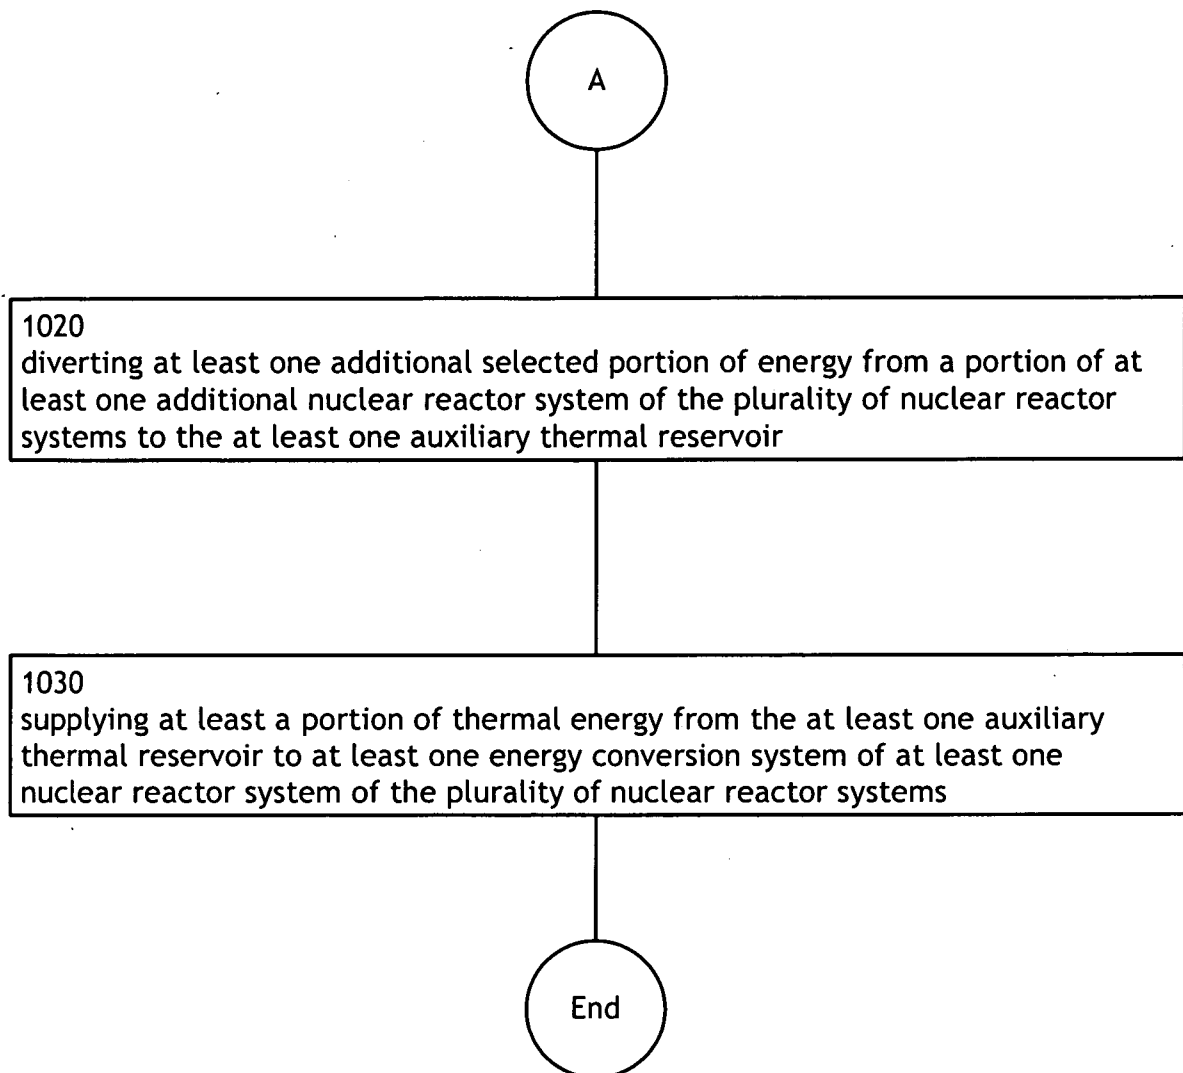 A
1020
diverting at least one additional selected portion of energy from a portion of at
least one additional nuclear reactor system of the plurality of nuclear reactor
systems to the at least one auxiliary thermal reservoir
1030
supplying at least a portion of thermal energy from the at least one auxiliary
thermal reservoir to at least one energy conversion system of at least one
nuclear reactor system of the plurality of nuclear reactor systems
End